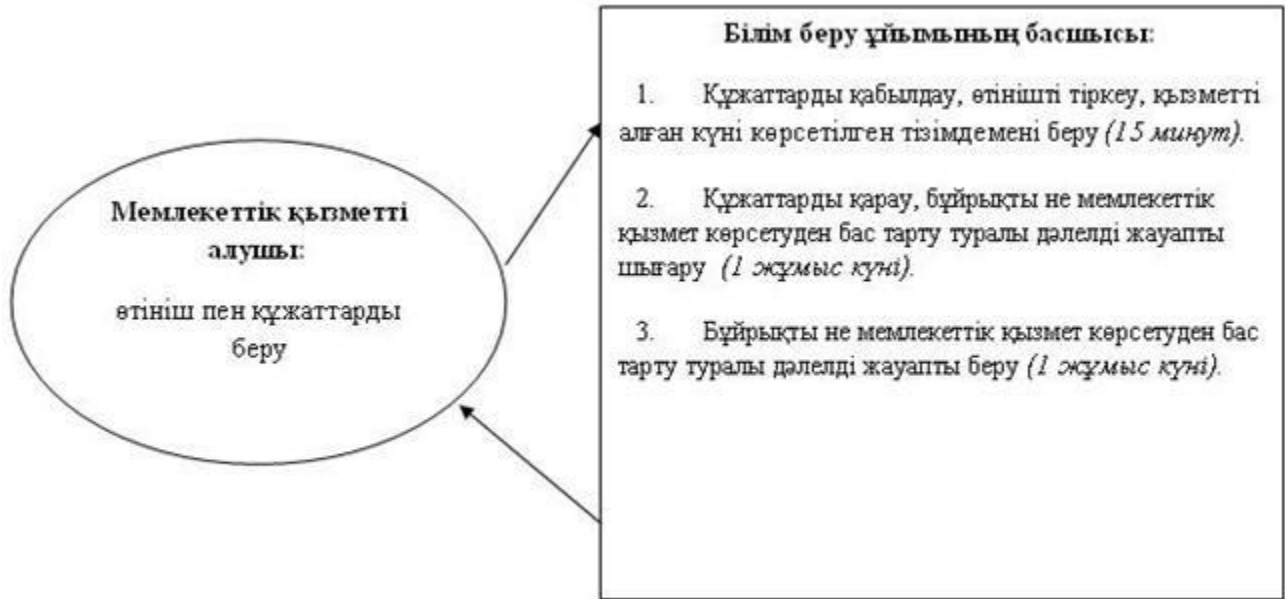 Мемлекеттік қызметті
алушы:
өтініш пен құжаттарды
беру
Білім беру ұйымының басшысы:
1. Құжаттарды қабылдау, өтінішті тіркеу, қызметті
алған күні көрсетілген тізімдемені беру (15 минут).
2. Құжаттарды қарау, бұйрықты не мемлекеттік
қызмет көрсетуден бас тарту туралы дәлелді жауапты
шығару (1 жұмыс күні).
3. Бұйрықты не мемлекеттік қызмет көрсетуден бас
тарту туралы дәлелді жауапты беру (1 жұмыс күні).